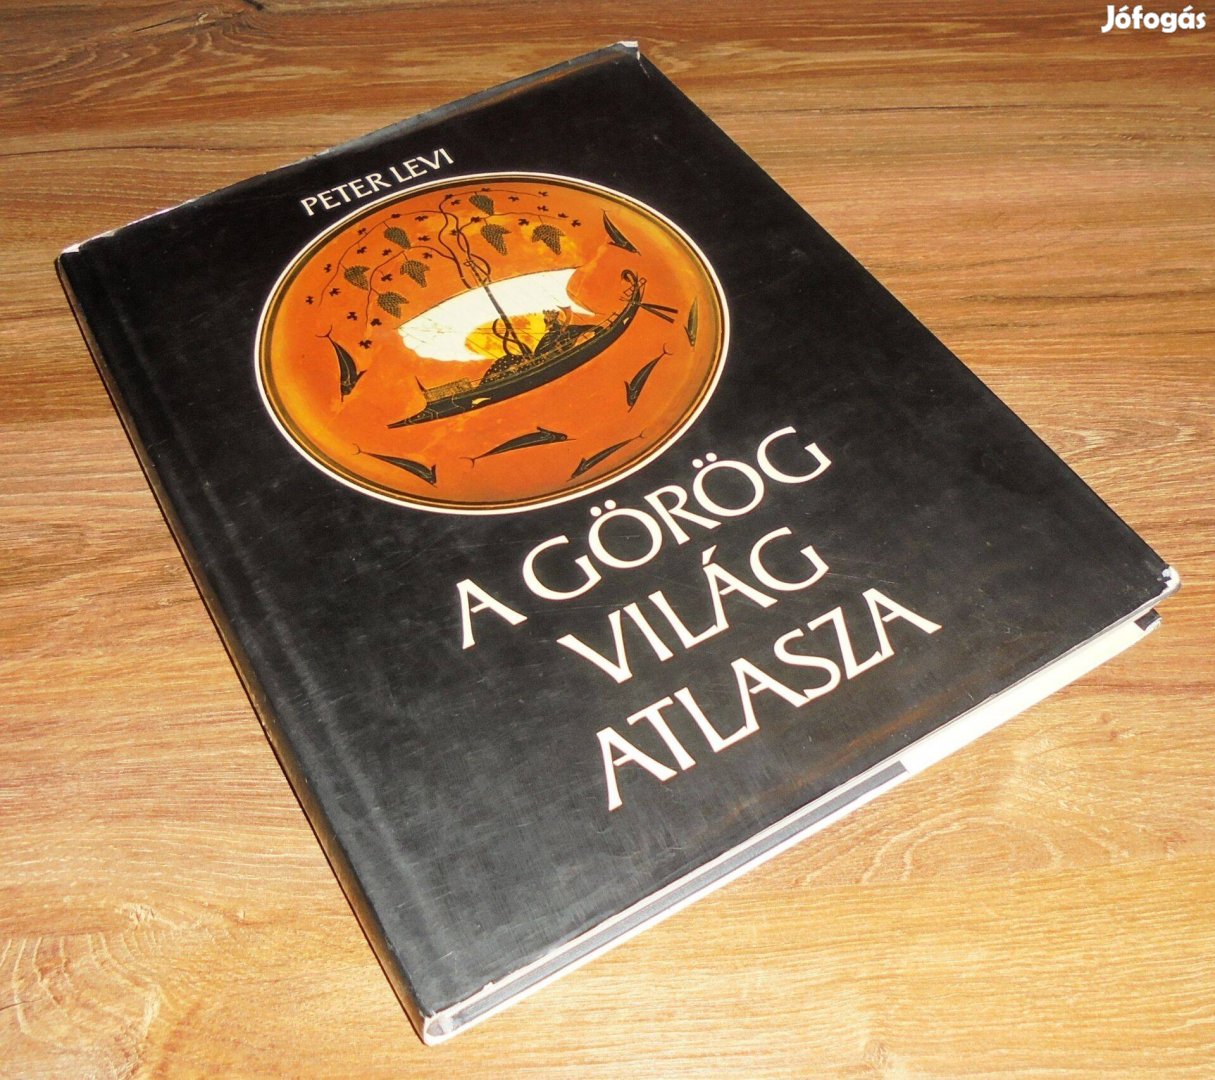 Jófogás
PETER LEVI
A GÖRÖG
VILÁG
ATLASZA